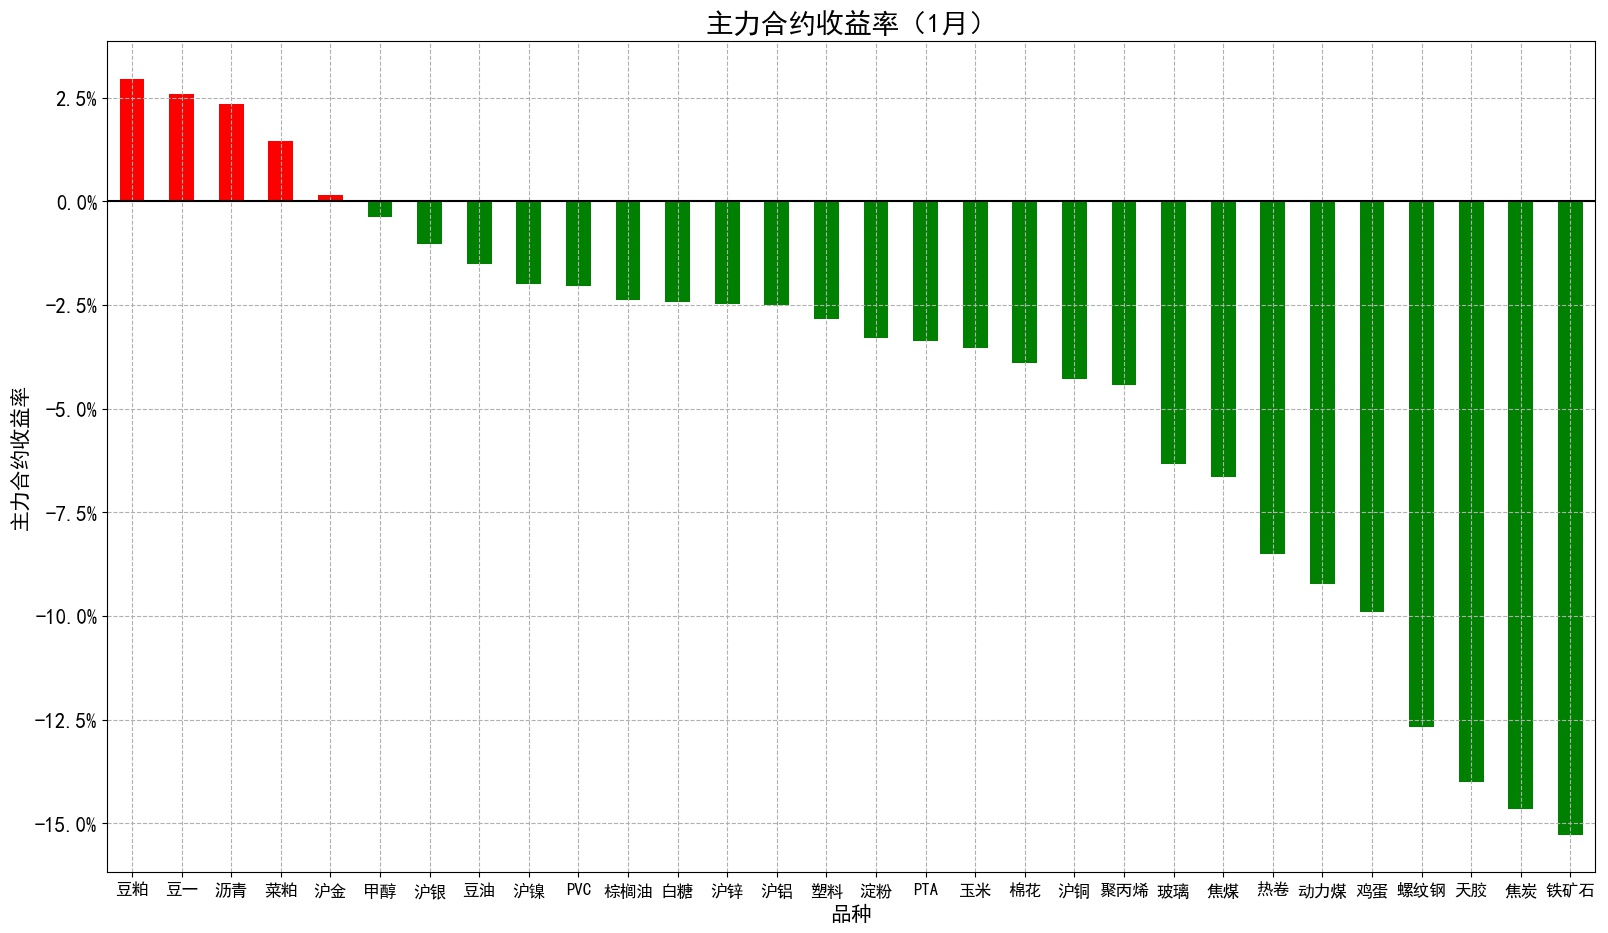 主力合约收益率（1月）
主力合约收益率
2.5%
0.0%
−2.5%
−5.0%
−7.5%
−10.0%
−12.5%
−15.0%
豆粕 豆一 沥青 菜粕 沪金 甲醇 沪银 豆油 沪镍 PVC 棕榈油 白糖 沪锌 沪铝 塑料 淀粉 PTA 玉米 棉花 沪铜 聚丙烯 玻璃 焦煤 热卷 动力煤 鸡蛋 螺纹钢 天胶 焦炭 铁矿石
品种